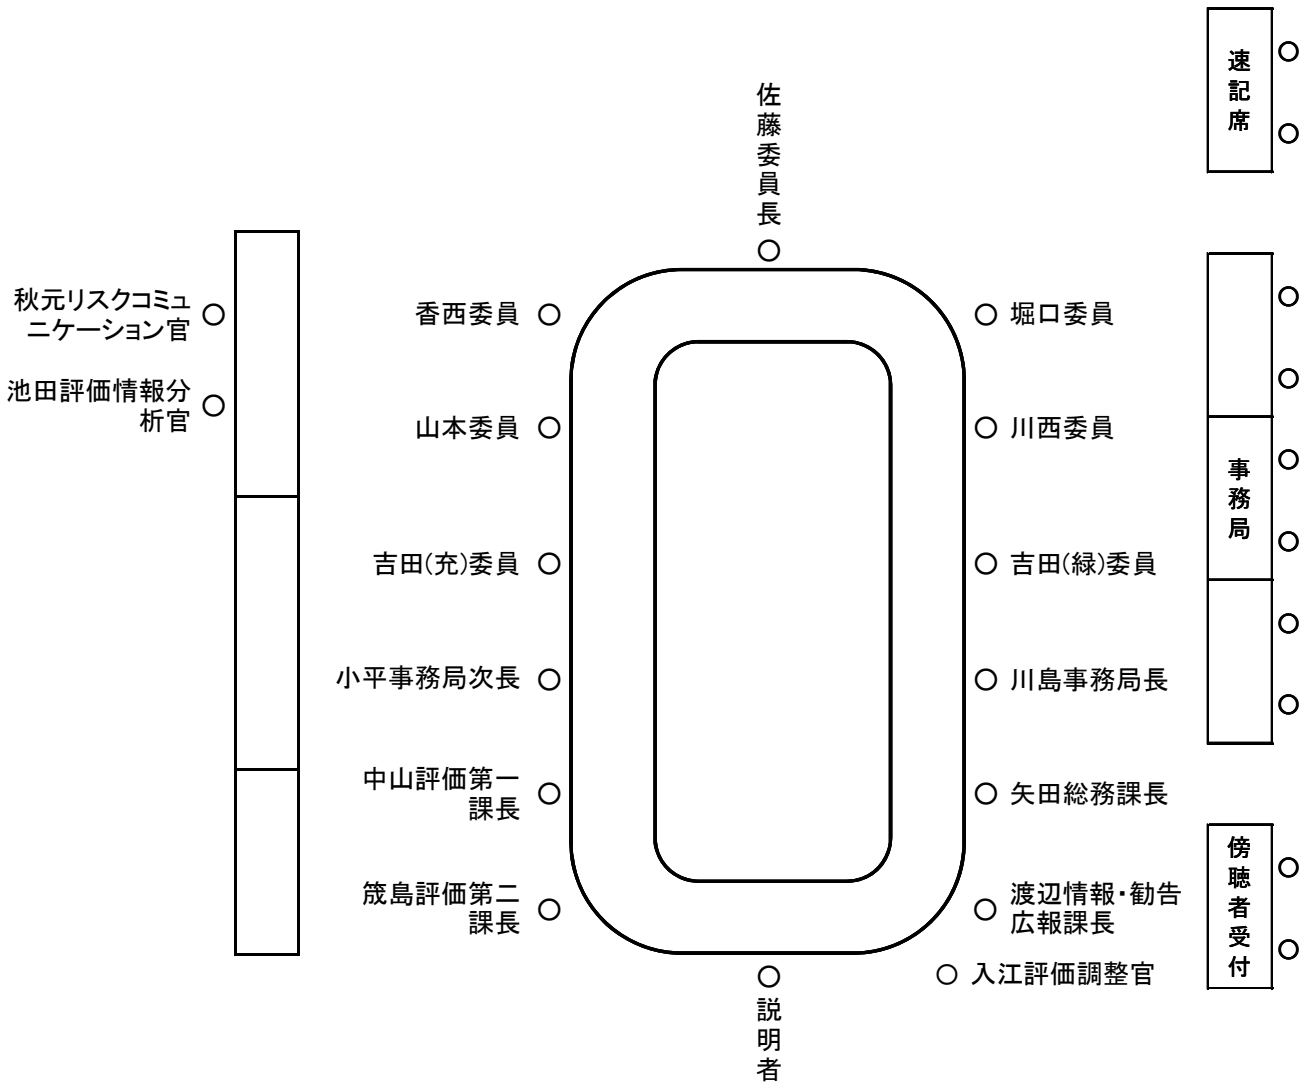 速記席
佐藤委員長
秋元リスクコミュ
ニケーション官
池田評価情報分
析官
香西委員
堀口委員
山本委員
川西委員
吉田(充)委員
吉田(緑)委員
事務局
小平事務局次長
川島事務局長
中山評価第一
課長
矢田総務課長
筬島評価第二
課長
渡辺情報・勧告
広報課長
入江評価調整官
傍聴者受付
説明者